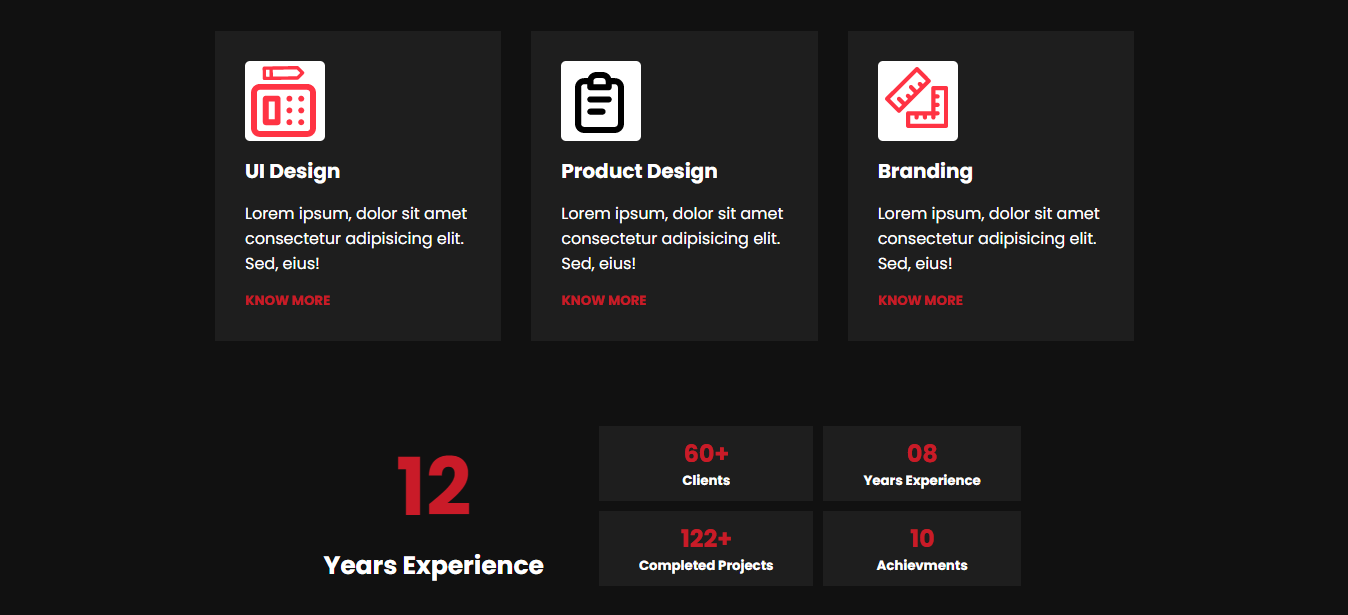 UI Design
Lorem ipsum, dolor sit amet
consectetur adipisicing elit.
Sed, eius!
KNOW MORE
Product Design
Lorem ipsum, dolor sit amet
consectetur adipisicing elit.
Sed, eius!
KNOW MORE
Branding
Lorem ipsum, dolor sit amet
consectetur adipisicing elit.
Sed, eius!
KNOW MORE
12
Years Experience
60+
Clients
08
Years Experience
122+
Completed Projects
10
Achievments